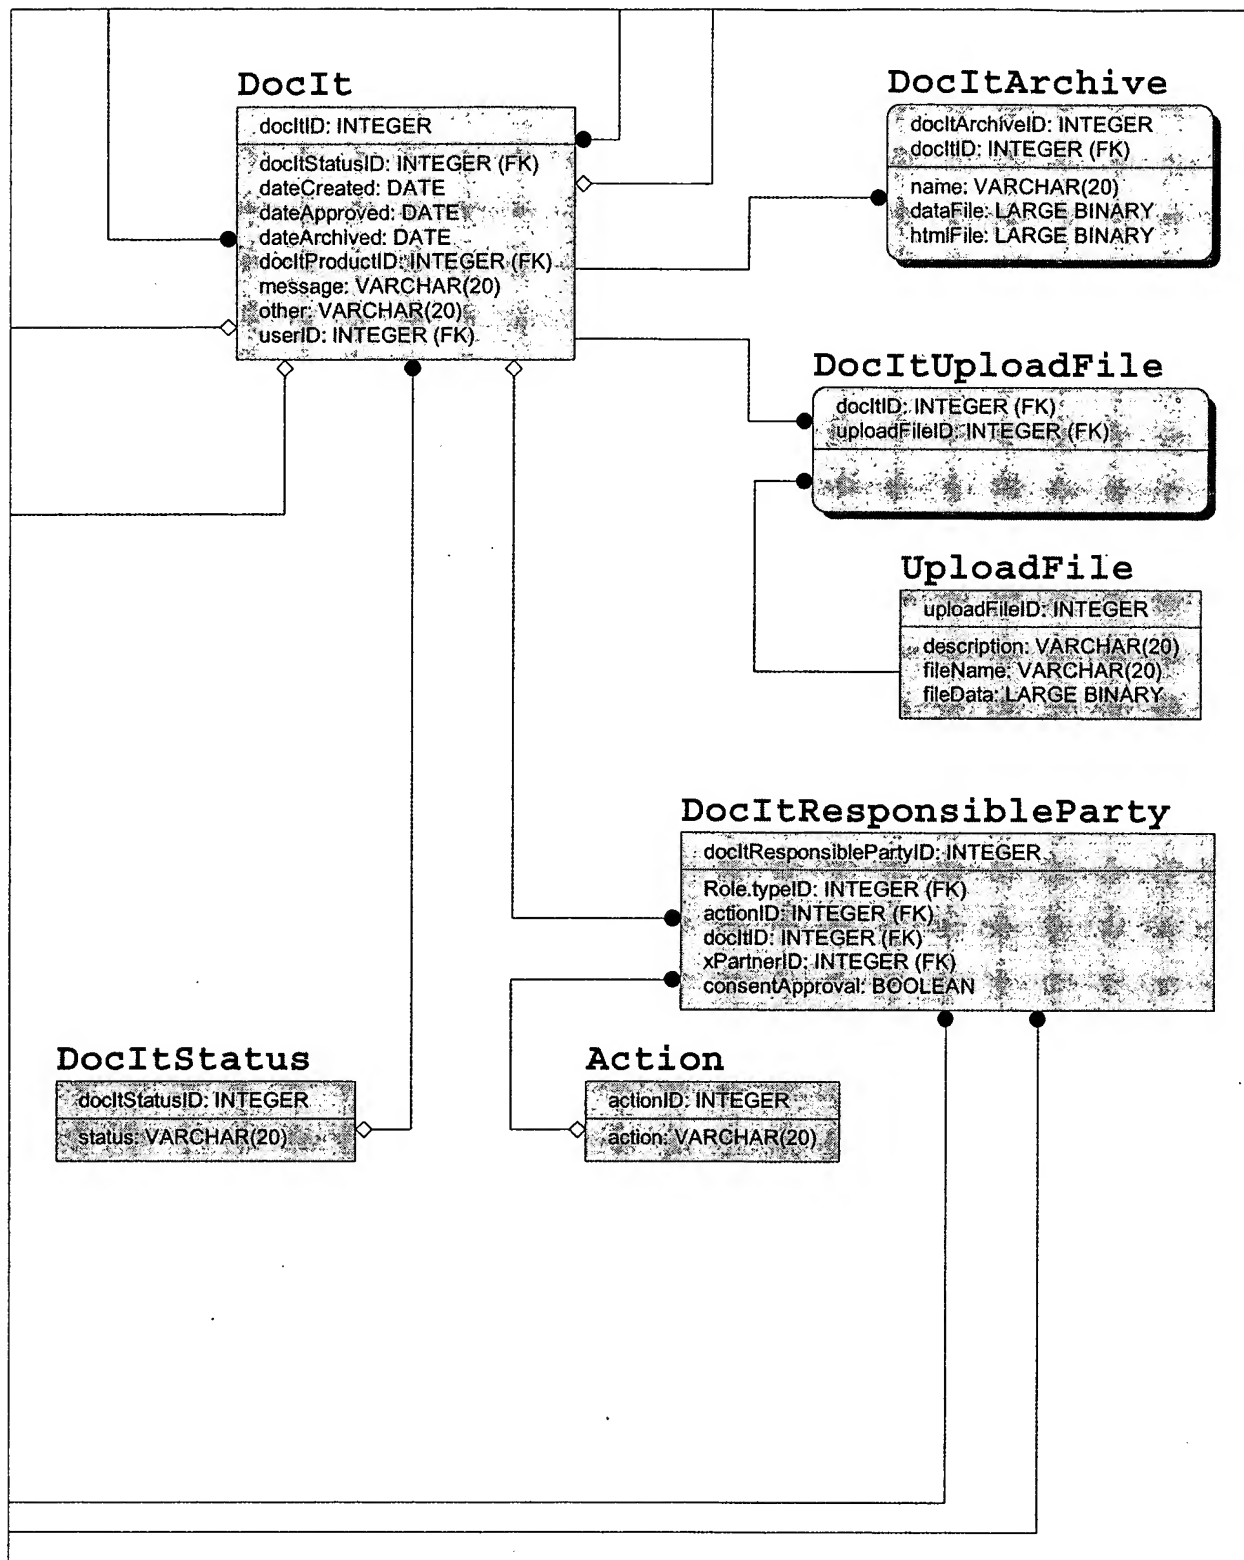 DocIt
docItID: INTEGER
docItStatusID: INTEGER (FK)
dateCreated: DATE
dateApproved: DATE
dateArchived: DATE
docItProductID: INTEGER (FK)
message: VARCHAR(20)
other: VARCHAR(20)
userID: INTEGER (FK)
DocItArchive
docItArchiveID: INTEGER
docItID: INTEGER (FK)
name: VARCHAR(20)
dataFile: LARGE BINARY
htmlFile: LARGE BINARY
DocItUploadFile
docItID: INTEGER (FK)
uploadFileID: INTEGER (FK)
UploadFile
uploadFileID: INTEGER
description: VARCHAR(20)
fileName: VARCHAR(20)
fileData: LARGE BINARY
DocItResponsibleParty
docItResponsiblePartyID: INTEGER
Role.typeID: INTEGER (FK)
actionID: INTEGER (FK)
docItID: INTEGER (FK)
xPartnerID: INTEGER (FK)
consentApproval: BOOLEAN
DocItStatus
docItStatusID: INTEGER
status: VARCHAR(20)
Action
actionID: INTEGER
action: VARCHAR(20)